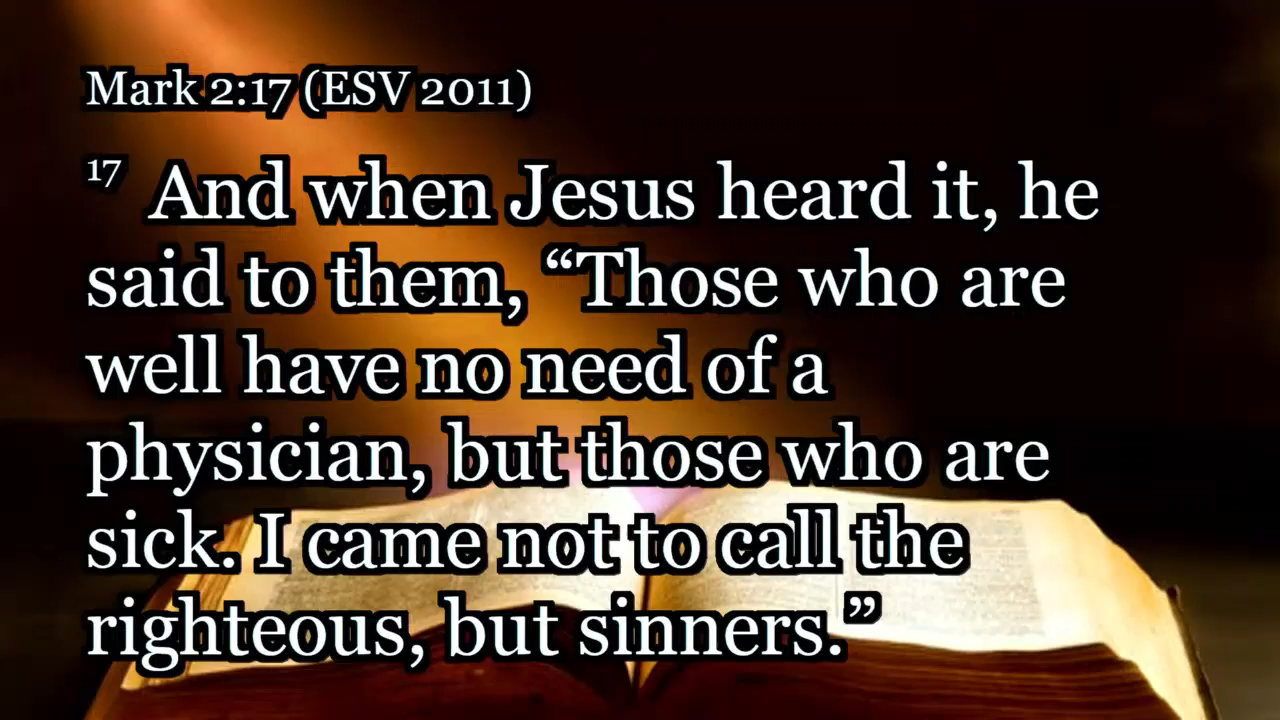 Mark 2:17 (ESV 2011)
17 And when Jesus heard it, he
said to them, “Those who are
well have no need of a
physician, but those who are
sick. I came not to call the
righteous, but sinners.”